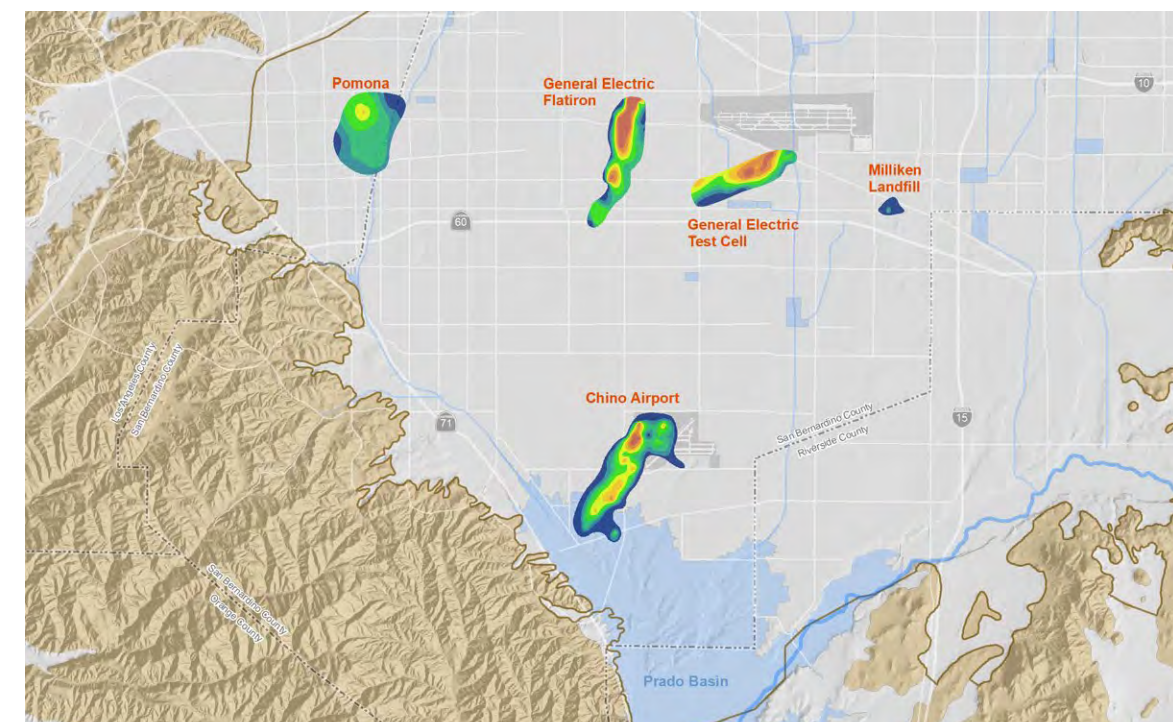 Pomona
General Electric
Flatiron
10
Milliken
Landfill
60
General Electric
Test Cell
Los Angeles County
San Bernardino County
Chino Airport
71
15
San Bernardino County
Riverside County
San Bernardino County
Orange County
Prado Basin